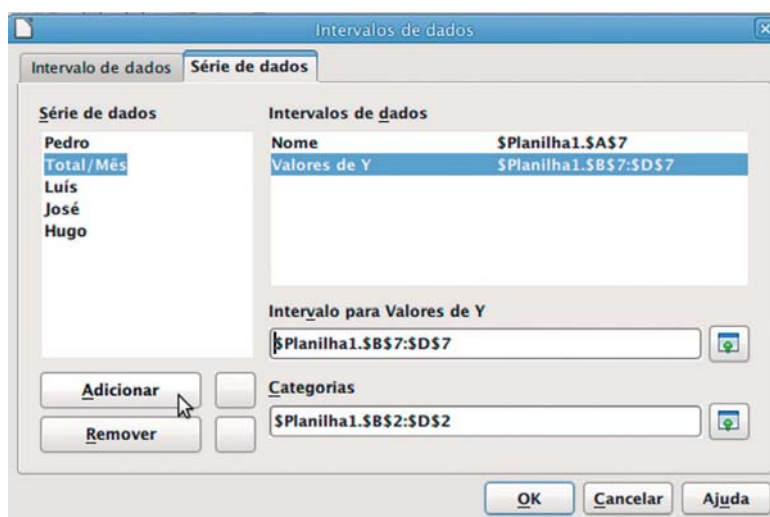 Intervalos de dados
Intervalo de dados
Série de dados
Série de dados
Pedro
Total/Mês
Luís
José
Hugo
Adicionar
Remover
Intervalos de dados
Nome $Planilha1.$A$7
Valores de Y $Planilha1.$B$7:$D$7
Intervalo para Valores de Y
$Planilha1.$B$7:$D$7
Categorias
$Planilha1.$B$2:$D$2
OK
Cancelar
Ajuda